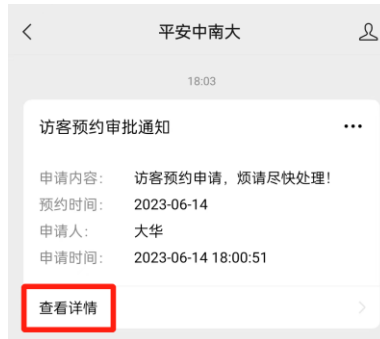 平安中南大
18:03
访客预约审批通知
申请内容： 访客预约申请，烦请尽快处理！
预约时间： 2023-06-14
申请人： 大华
申请时间： 2023-06-14 18:00:51
查看详情